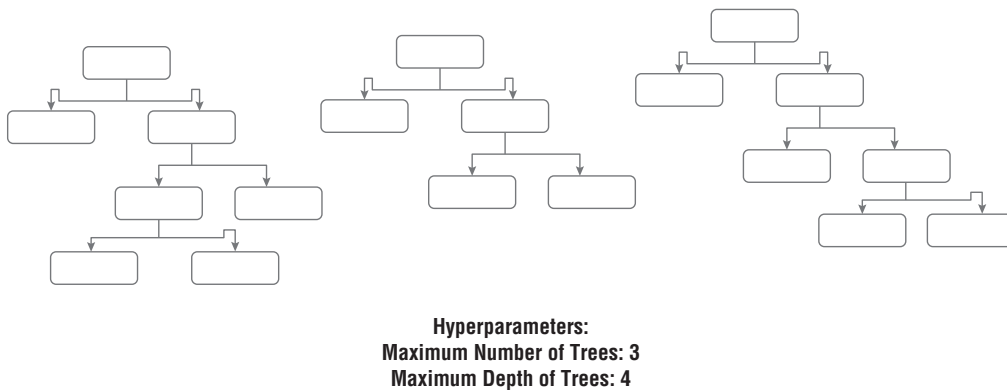 Hyperparameters:
Maximum Number of Trees: 3
Maximum Depth of Trees: 4